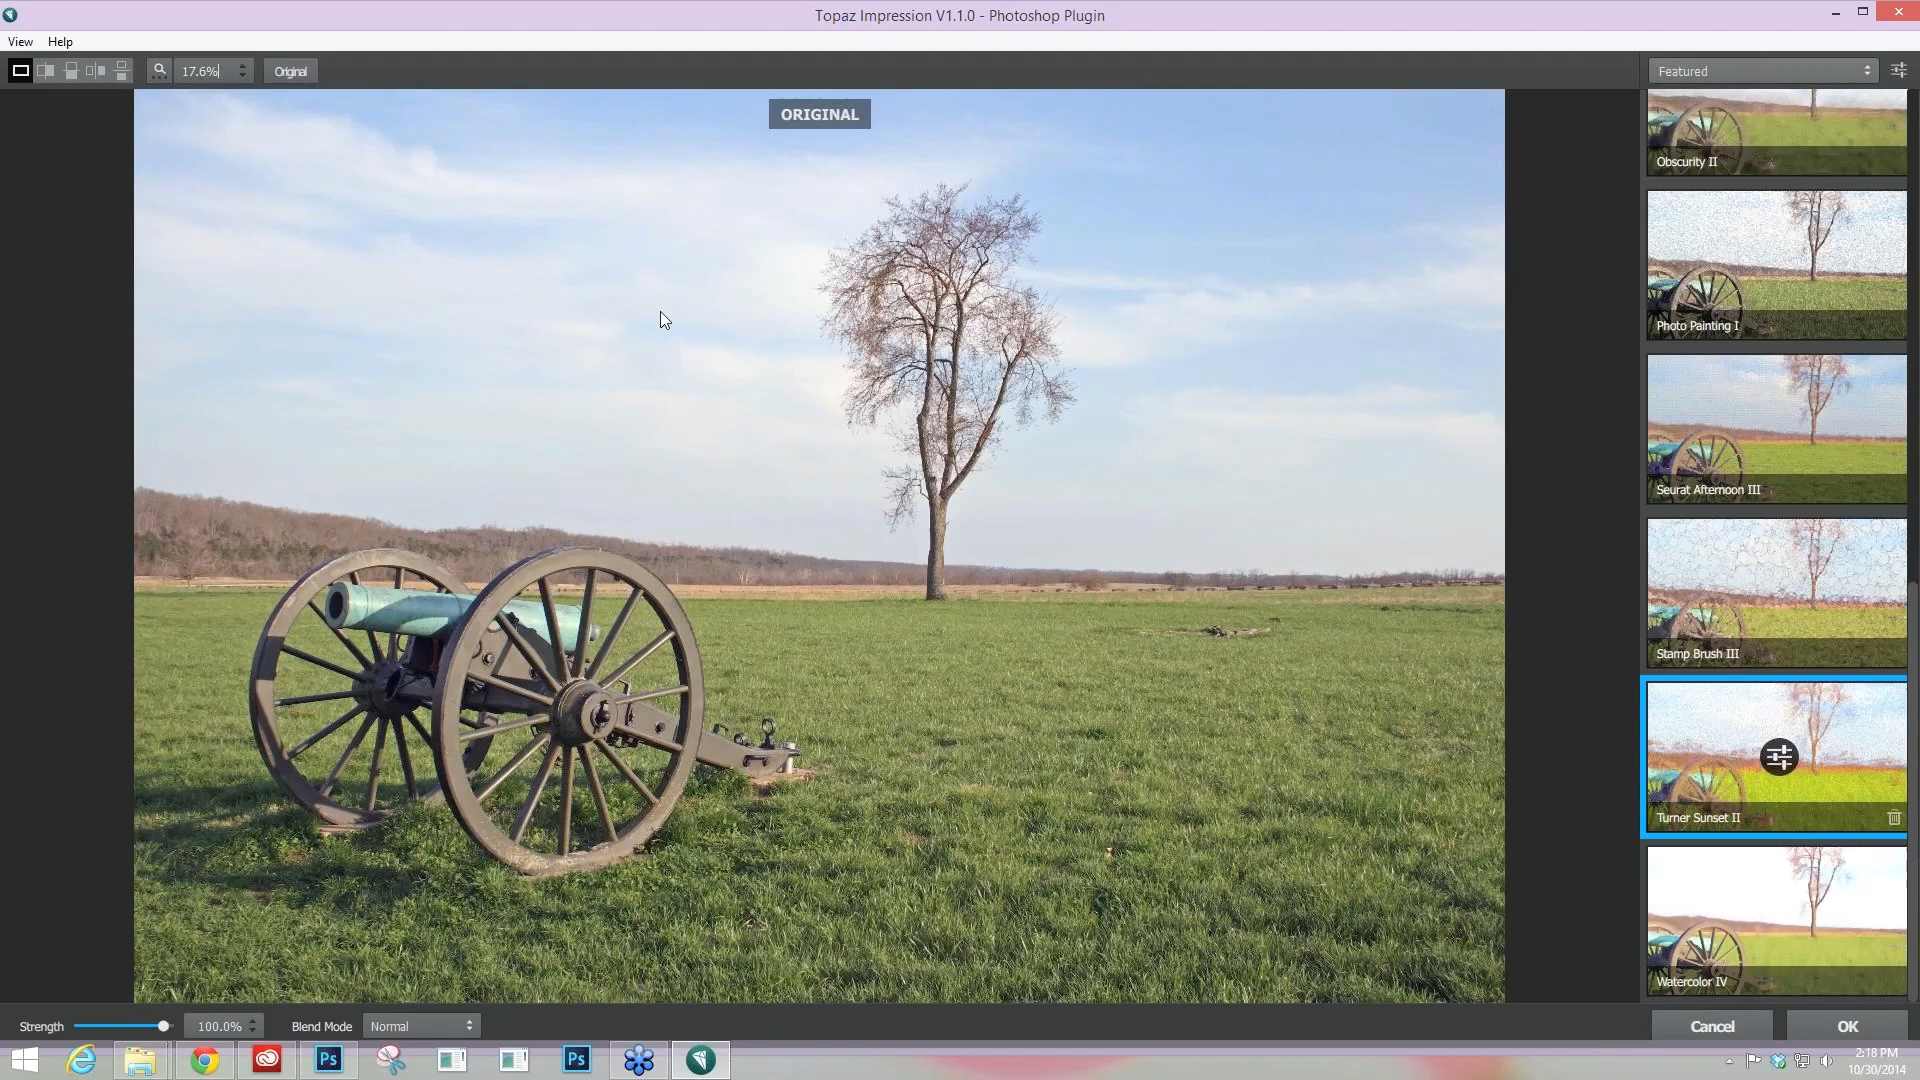 Topaz Impression V1.1.0 - Photoshop Plugin
View Help
17.6%
Original
Featured
ORIGINAL
Obscurity II
Photo Painting I
Seurat Afternoon III
Stamp Brush III
Turner Sunset II
Watercolor IV
Strength 100.0% Blend Mode Normal
Cancel OK
Ps
Ps
2:18 PM
10/30/2014